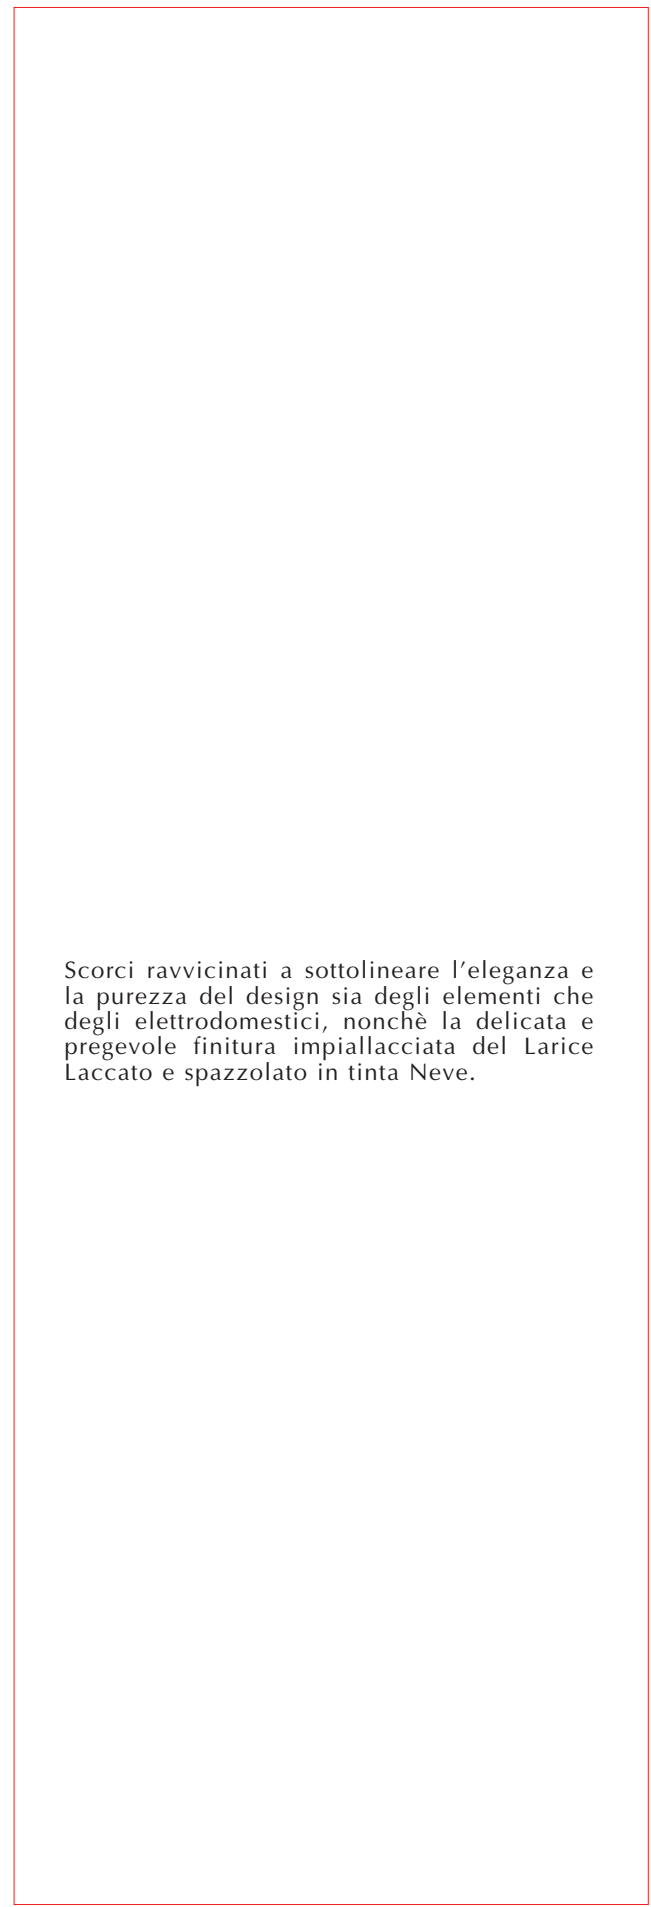 Scorci ravvicinati a sottolineare l’eleganza e
la purezza del design sia degli elementi che
degli elettrodomestici, nonchè la delicata e
pregevole finitura impiallacciata del Larice
Laccato e spazzolato in tinta Neve.